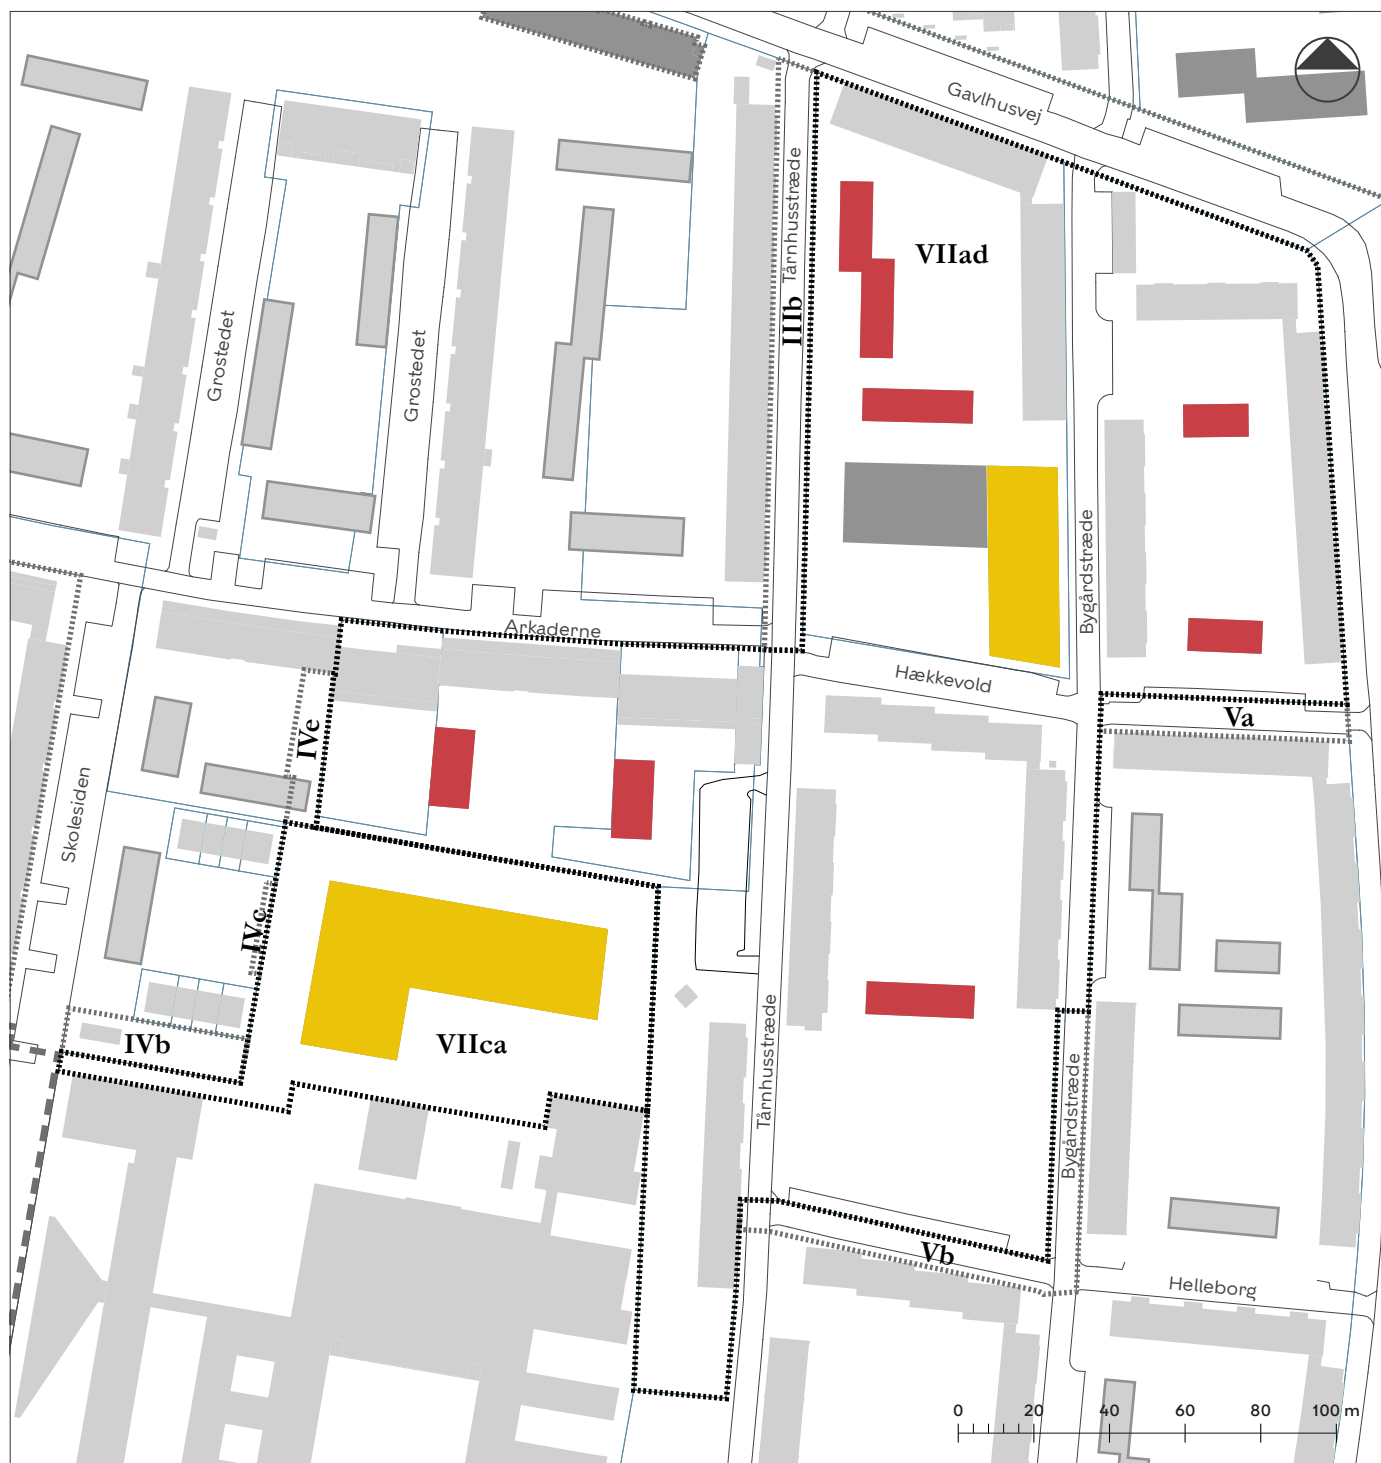 Gavlhusvej
Tårnhusstræde
VIIad
IIIb
Grostedet
Grostedet
Bygårdstræde
Arkaderne
Hækkevold
Va
IVe
Skolesiden
IVc
VIIca
IVb
Tårnhusstræde
Bygårdstræde
Vb
Helleborg
0 20 40 60 80 100 m